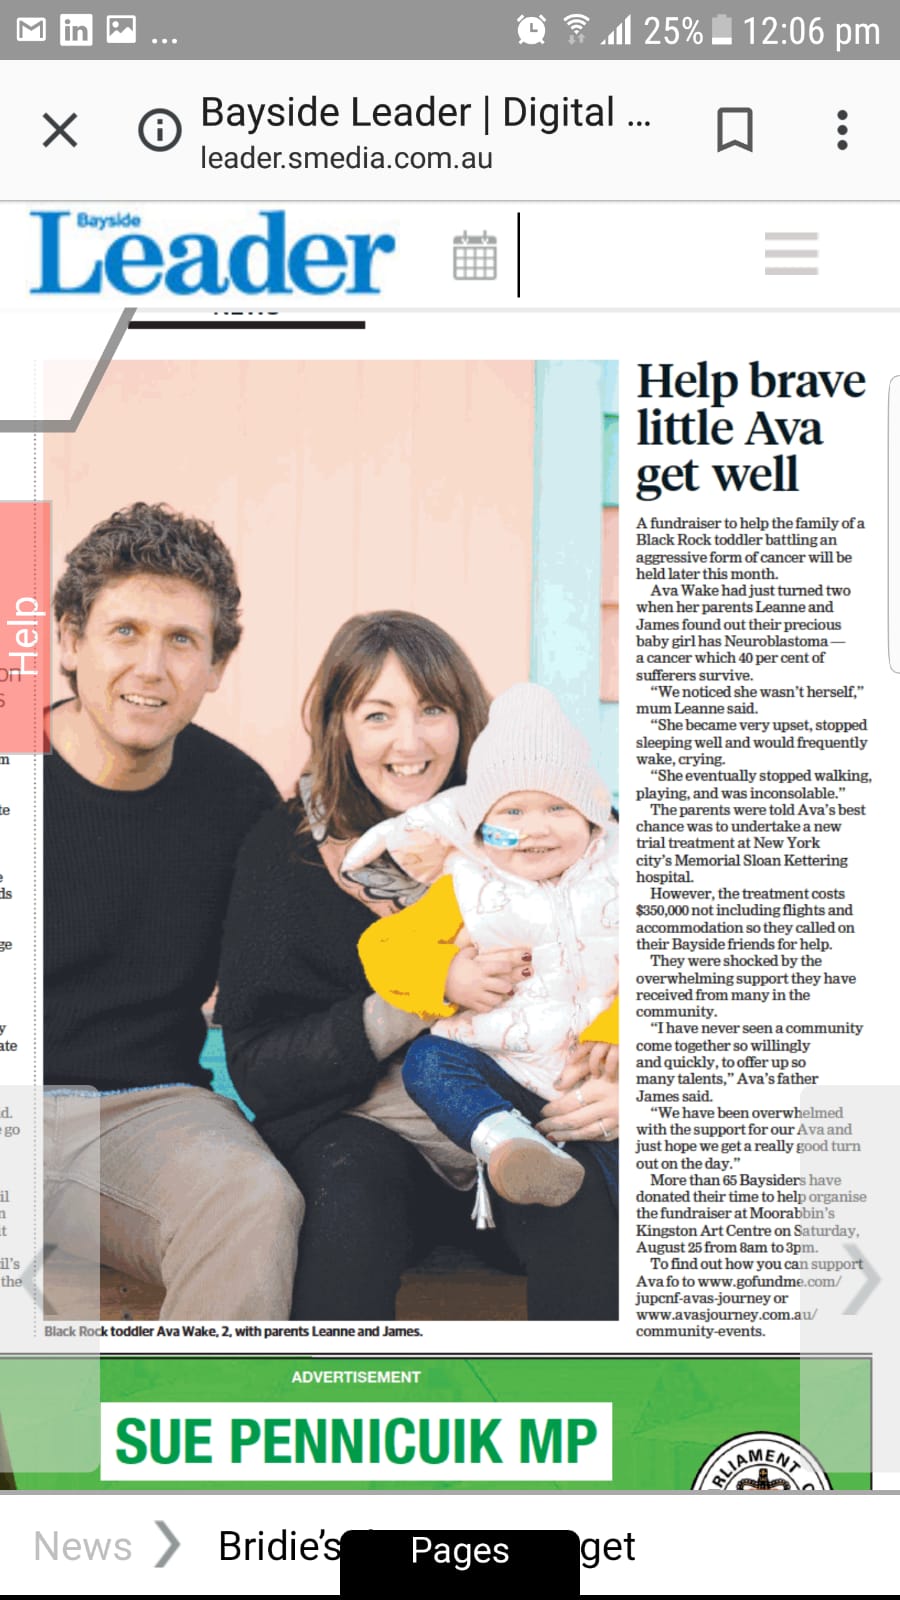 ... 25% 12:06 pm
Bayside Leader | Digital ...
leader.smedia.com.au
Bayside
Leader
NEWS
Help brave
little Ava
get well
A fundraiser to help the family of a
Black Rock toddler battling an
aggressive form of cancer will be
held later this month.
Ava Wake had just turned two
when her parents Leanne and
James found out their precious
baby girl has Neuroblastoma —
a cancer which 40 per cent of
sufferers survive.
“We noticed she wasn’t herself,”
mum Leanne said.
“She became very upset, stopped
sleeping well and would frequently
wake, crying.
“She eventually stopped walking,
playing, and was inconsolable.”
The parents were told Ava’s best
chance was to undertake a new
trial treatment at New York
city’s Memorial Sloan Kettering
hospital.
However, the treatment costs
$350,000 not including flights and
accommodation so they called on
their Bayside friends for help.
They were shocked by the
overwhelming support they have
received from many in the
community.
“I have never seen a community
come together so willingly
and quickly, to offer up so
many talents,” Ava’s father
James said.
“We have been overwhelmed
with the support for our Ava and
just hope we get a really good turn
out on the day.”
More than 65 Baysiders have
donated their time to help organise
the fundraiser at Moorabbin’s
Kingston Art Centre on Saturday,
August 25 from 8am to 3pm.
To find out how you can support
Ava fo to www.gofundme.com/
jupcnf-avas-journey or
www.avasjourney.com.au/
community-events.
Help
Black Rock toddler Ava Wake, 2, with parents Leanne and James.
ADVERTISEMENT
SUE PENNICUIK MP
News Bridie’s get
Pages